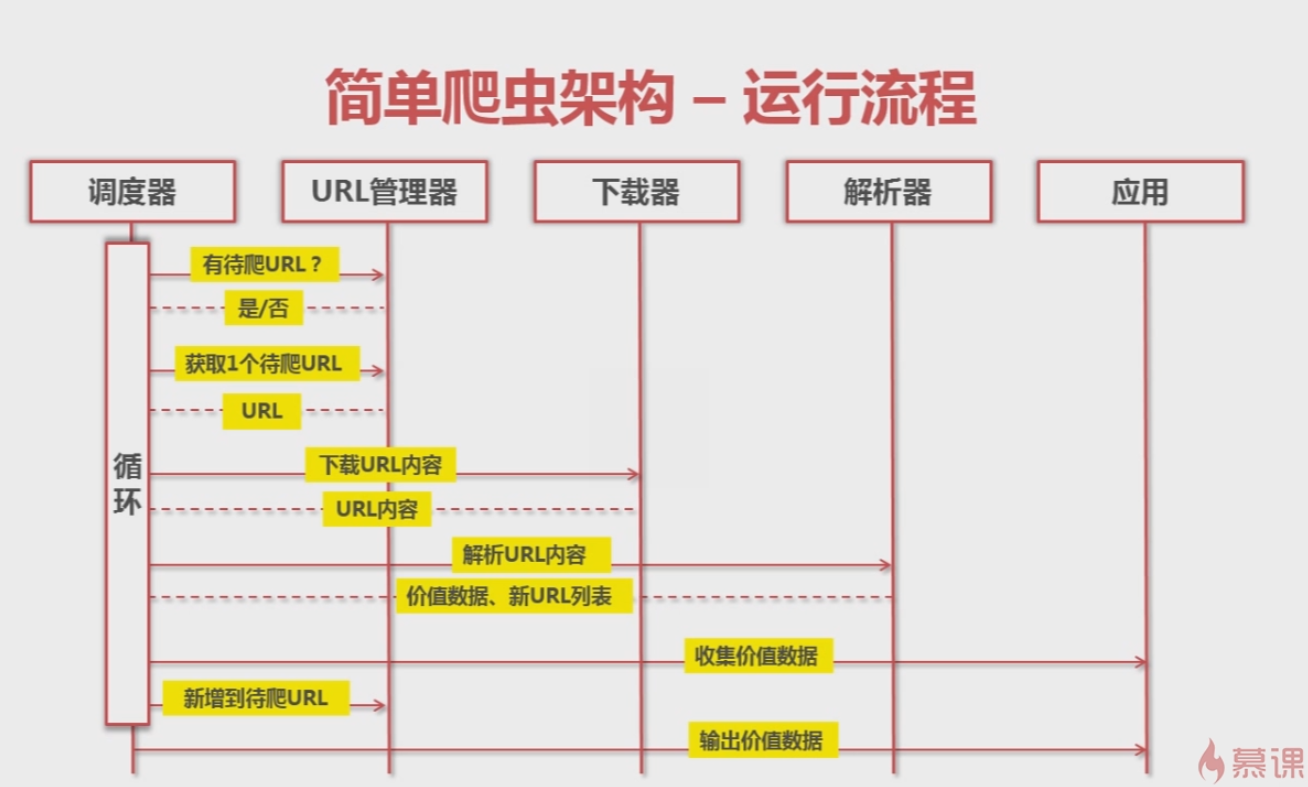 简单爬虫架构 – 运行流程
调度器
URL管理器
下载器
解析器
应用
有待爬URL？
是/否
获取1个待爬URL
URL
循
环
下载URL内容
URL内容
解析URL内容
价值数据、新URL列表
收集价值数据
新增到待爬URL
输出价值数据
慕课